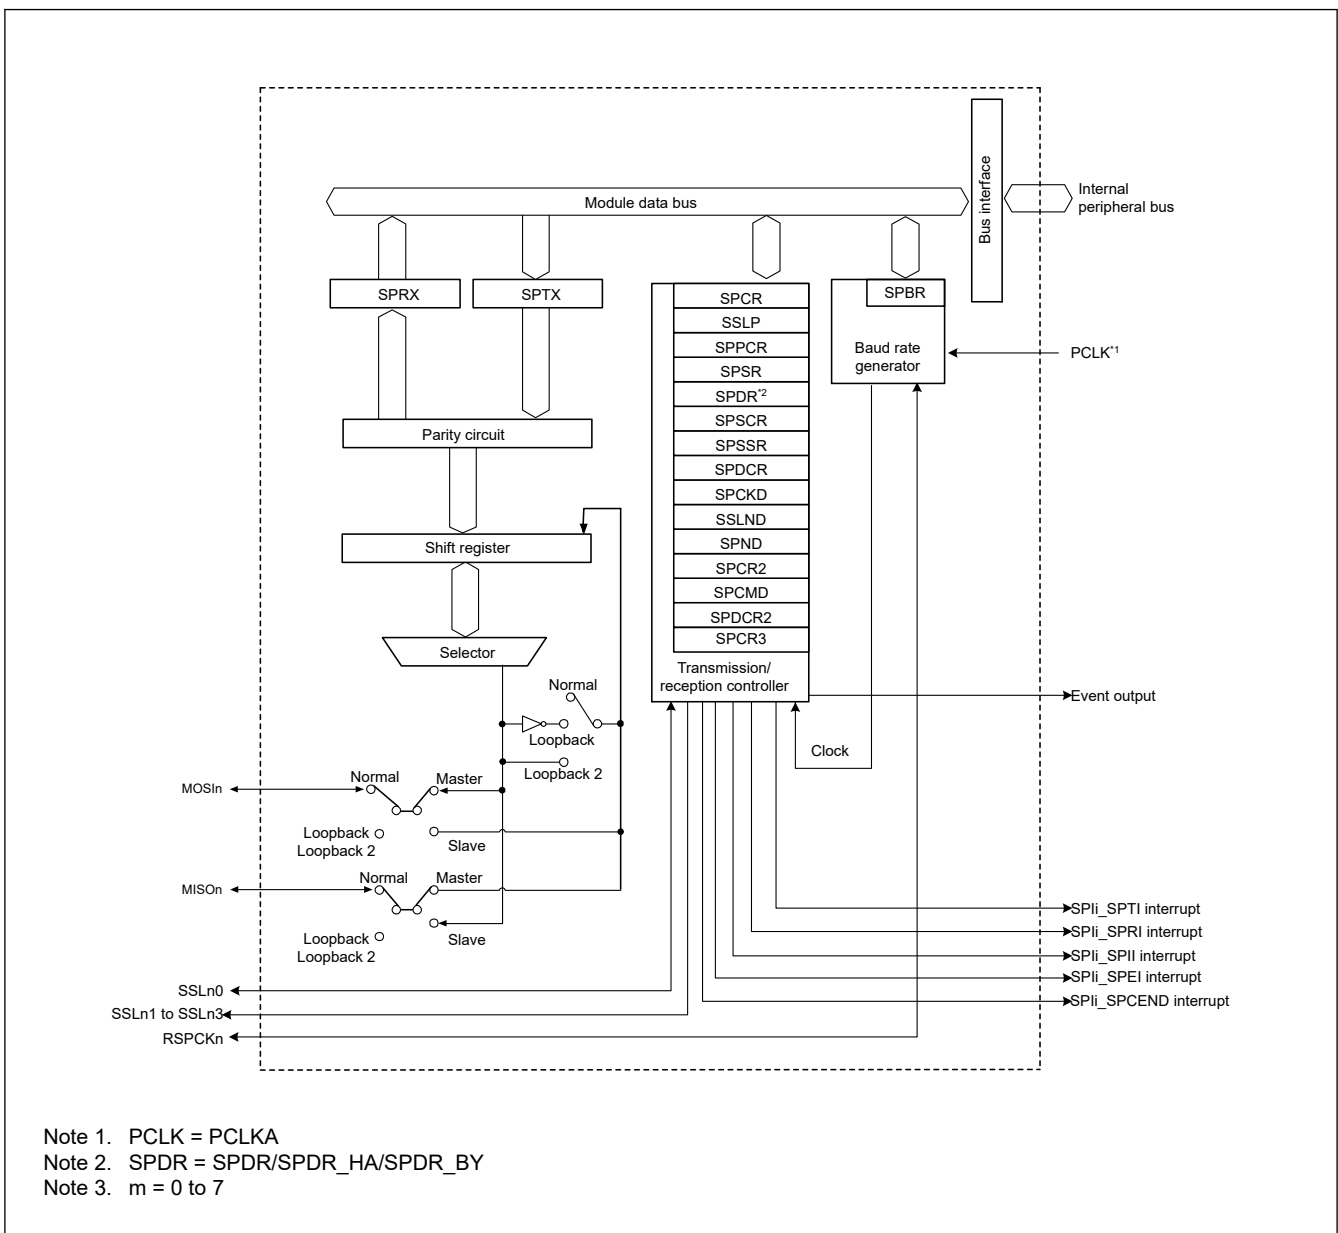 Module data bus
Bus interface
Internal
peripheral bus
SPRX
SPTX
SPCR
SSLP
SPPCR
SPSR
SPDR*2
SPSCR
SPSSR
SPDCR
SPCKD
SSLND
SPND
SPCR2
SPCMD
SPDCR2
SPCR3
Transmission/
reception controller
SPBR
Baud rate
generator
PCLK*1
Parity circuit
Shift register
Selector
Normal
Loopback
Loopback 2
Clock
Event output
MOSIn
Normal
Master
Loopback
Loopback 2
Slave
MISOn
Normal
Master
Loopback
Loopback 2
Slave
SSLn0
SSLn1 to SSLn3
RSPCKn
SPIi_SPTI interrupt
SPIi_SPRI interrupt
SPIi_SPII interrupt
SPIi_SPEI interrupt
SPIi_SPCEND interrupt
Note 1. PCLK = PCLKA
Note 2. SPDR = SPDR/SPDR_HA/SPDR_BY
Note 3. m = 0 to 7